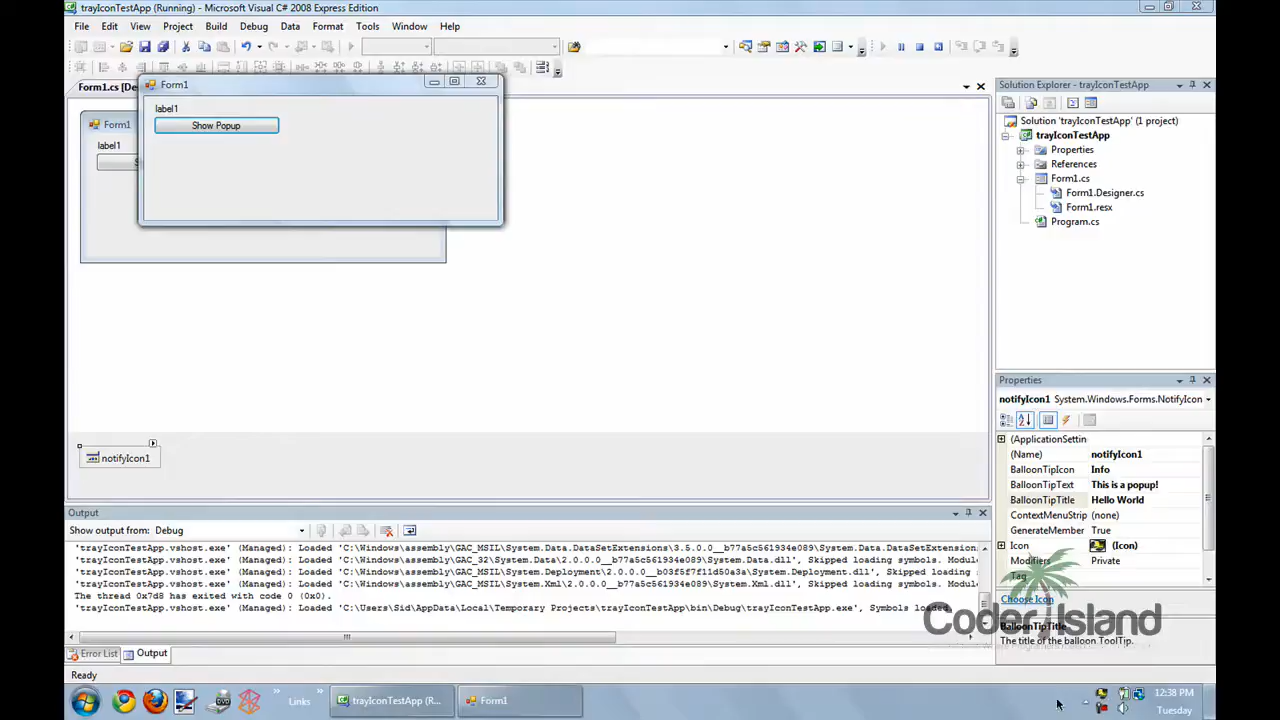 trayIconTestApp (Running) - Microsoft Visual C# 2008 Express Edition
File Edit View Project Build Debug Data Format Tools Window Help
Form1.cs [De
Form1
label1
Show Popup
Form1
label1
S
notifyIcon1
Output
Show output from: Debug
'trayIconTestApp.vshost.exe' (Managed): Loaded 'C:\Windows\assembly\GAC_MSIL\System.Data.DataSetExtensions\3.5.0.0__b77a5c561934e089\System.Data.DataSetExtension
'trayIconTestApp.vshost.exe' (Managed): Loaded 'C:\Windows\assembly\GAC_32\System.Data\2.0.0.0__b77a5c561934e089\System.Data.dll', Skipped loading symbols. Modul
'trayIconTestApp.vshost.exe' (Managed): Loaded 'C:\Windows\assembly\GAC_MSIL\System.Deployment\2.0.0.0__b03f5f7f11d50a3a\System.Deployment.dll', Skipped loading
'trayIconTestApp.vshost.exe' (Managed): Loaded 'C:\Windows\assembly\GAC_MSIL\System.Xml\2.0.0.0__b77a5c561934e089\System.Xml.dll', Skipped loading symbols. Module
The thread 0x7d8 has exited with code 0 (0x0).
'trayIconTestApp.vshost.exe' (Managed): Loaded 'C:\Users\Sid\AppData\Local\Temporary Projects\trayIconTestApp\bin\Debug\trayIconTestApp.exe', Symbols loaded
Error List Output
Ready
Solution Explorer - trayIconTestApp
Solution 'trayIconTestApp' (1 project)
trayIconTestApp
Properties
References
Form1.cs
Form1.Designer.cs
Form1.resx
Program.cs
Properties
notifyIcon1 System.Windows.Forms.NotifyIcon
(ApplicationSettin
(Name) notifyIcon1
BalloonTipIcon Info
BalloonTipText This is a popup!
BalloonTipTitle Hello World
ContextMenuStrip (none)
GenerateMember True
Icon (Icon)
Modifiers Private
Tag
Choose Icon
Coder Island
BalloonTipTitle
The title of the balloon ToolTip.
Links
trayIconTestApp (R...
Form1
12:38 PM
Tuesday